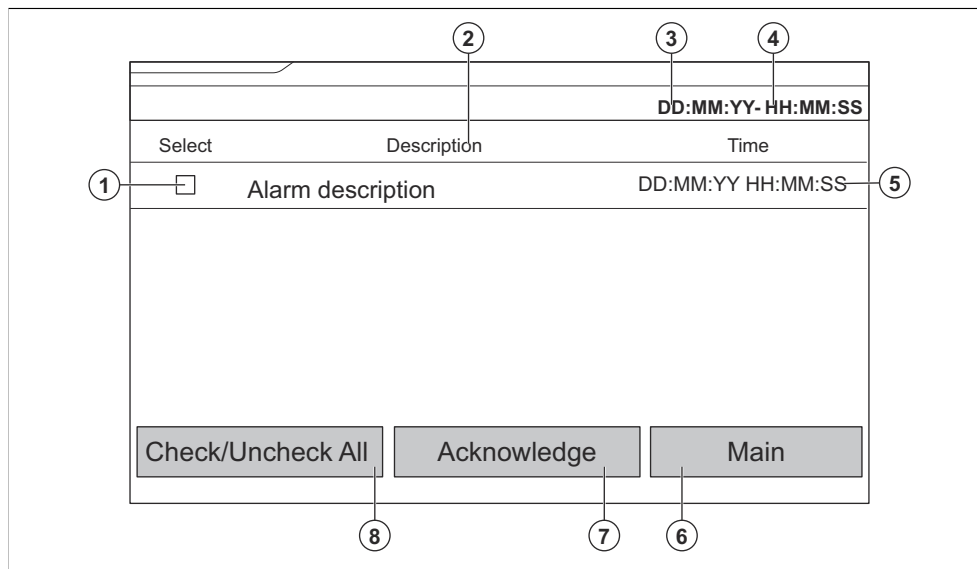 2 3 4
DD:MM:YY- HH:MM:SS
Select Description Time
1 Alarm description DD:MM:YY HH:MM:SS 5
Check/Uncheck All Acknowledge Main
8 7 6